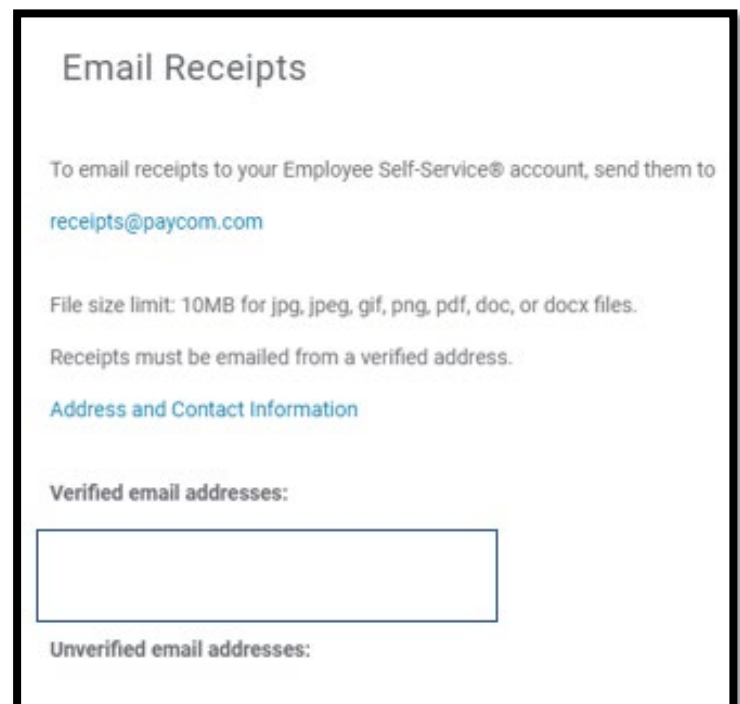 Email Receipts
To email receipts to your Employee Self-Service® account, send them to
receipts@paycom.com
File size limit: 10MB for jpg, jpeg, gif, png, pdf, doc, or docx files.
Receipts must be emailed from a verified address.
Address and Contact Information
Verified email addresses:
Unverified email addresses: